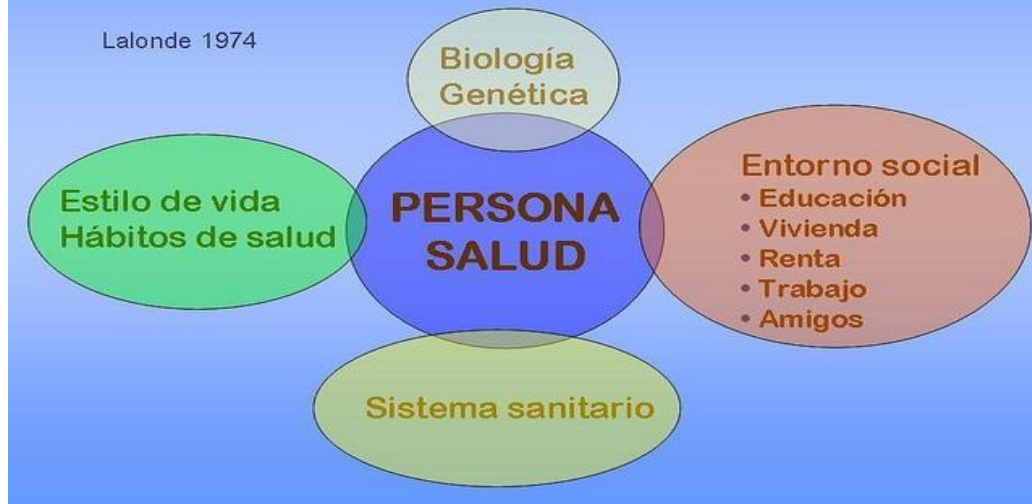 Lalonde 1974
Biología
Genética
Estilo de vida
Hábitos de salud
PERSONA
SALUD
Entorno social
• Educación
• Vivienda
• Renta
• Trabajo
• Amigos
Sistema sanitario